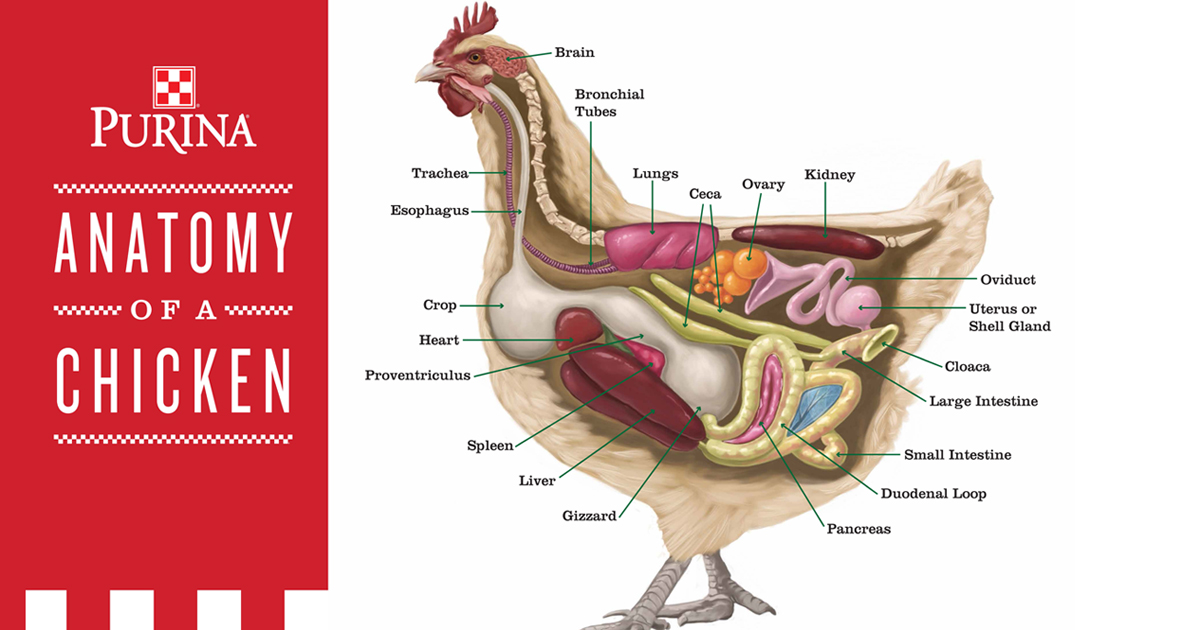 PURINA
ANATOMY
OF A
CHICKEN
Brain
Bronchial
Tubes
Trachea
Lungs
Ceca
Ovary
Kidney
Esophagus
Oviduct
Crop
Uterus or
Shell Gland
Heart
Cloaca
Proventriculus
Large Intestine
Spleen
Small Intestine
Liver
Duodenal Loop
Gizzard
Pancreas